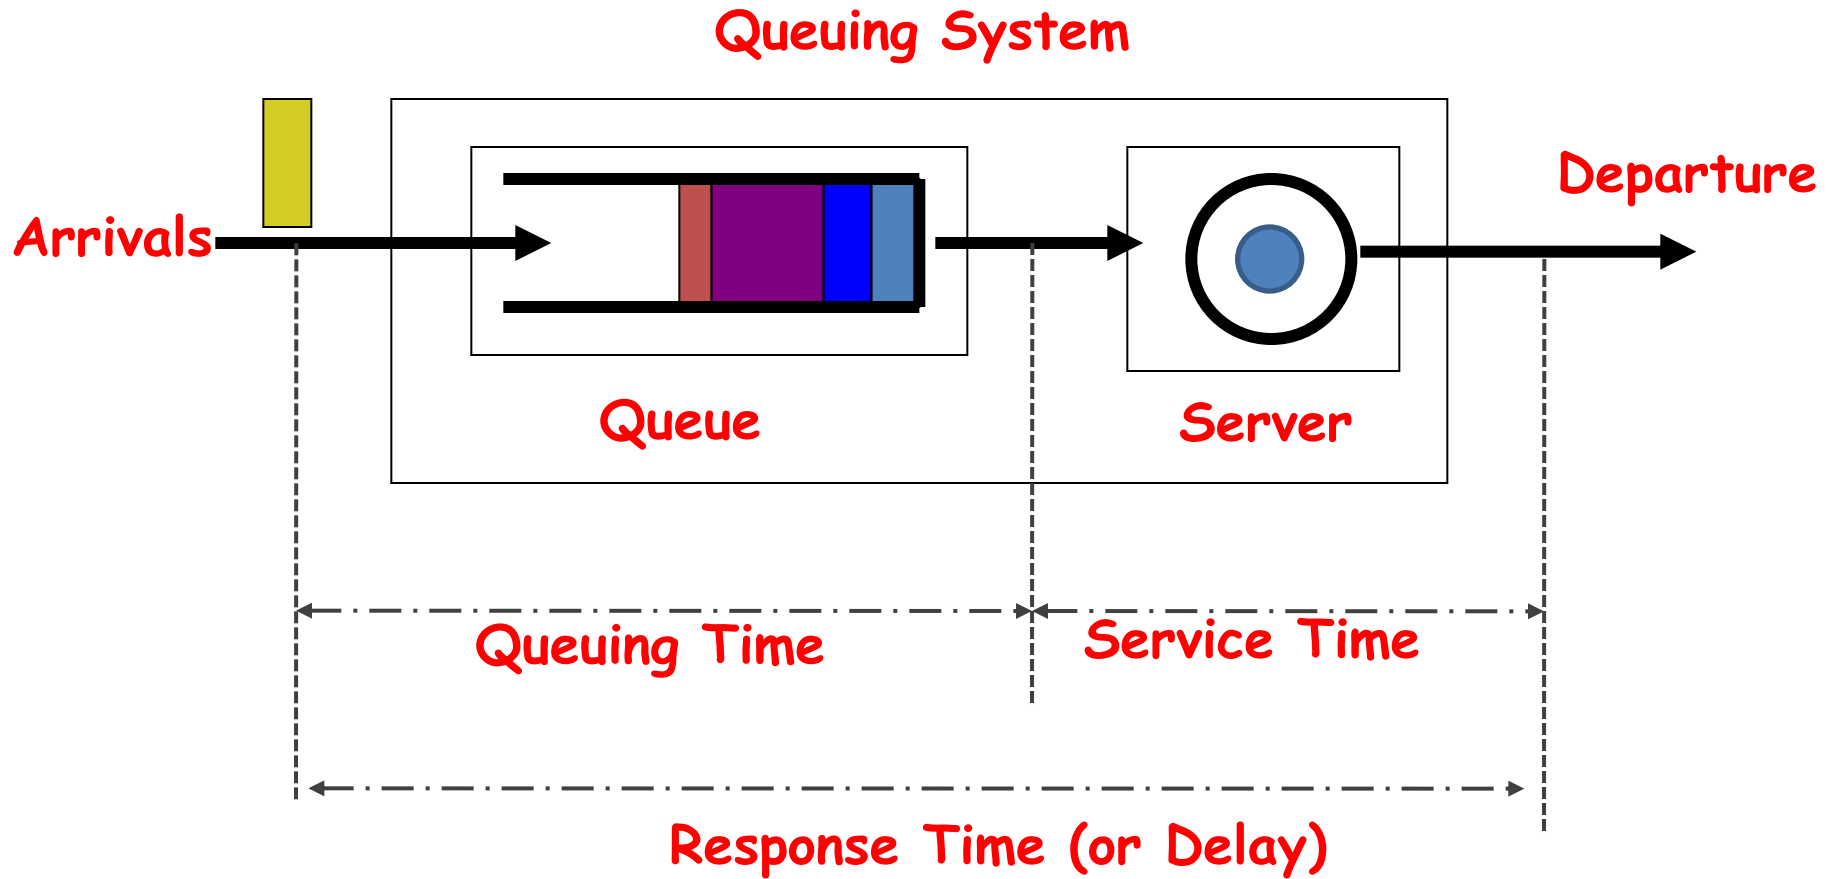 Queuing System
Departure
Arrivals
Queue
Server
Queuing Time
Service Time
Response Time (or Delay)